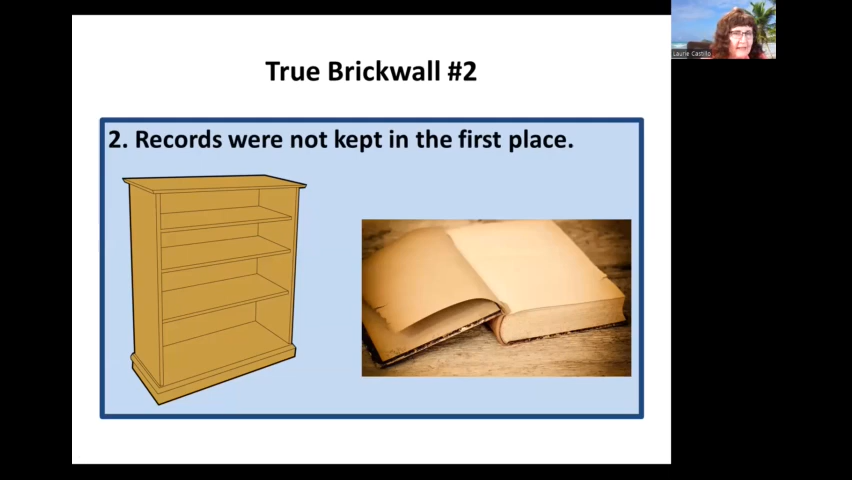 True Brickwall #2
2. Records were not kept in the first place.
Laurie Castillo